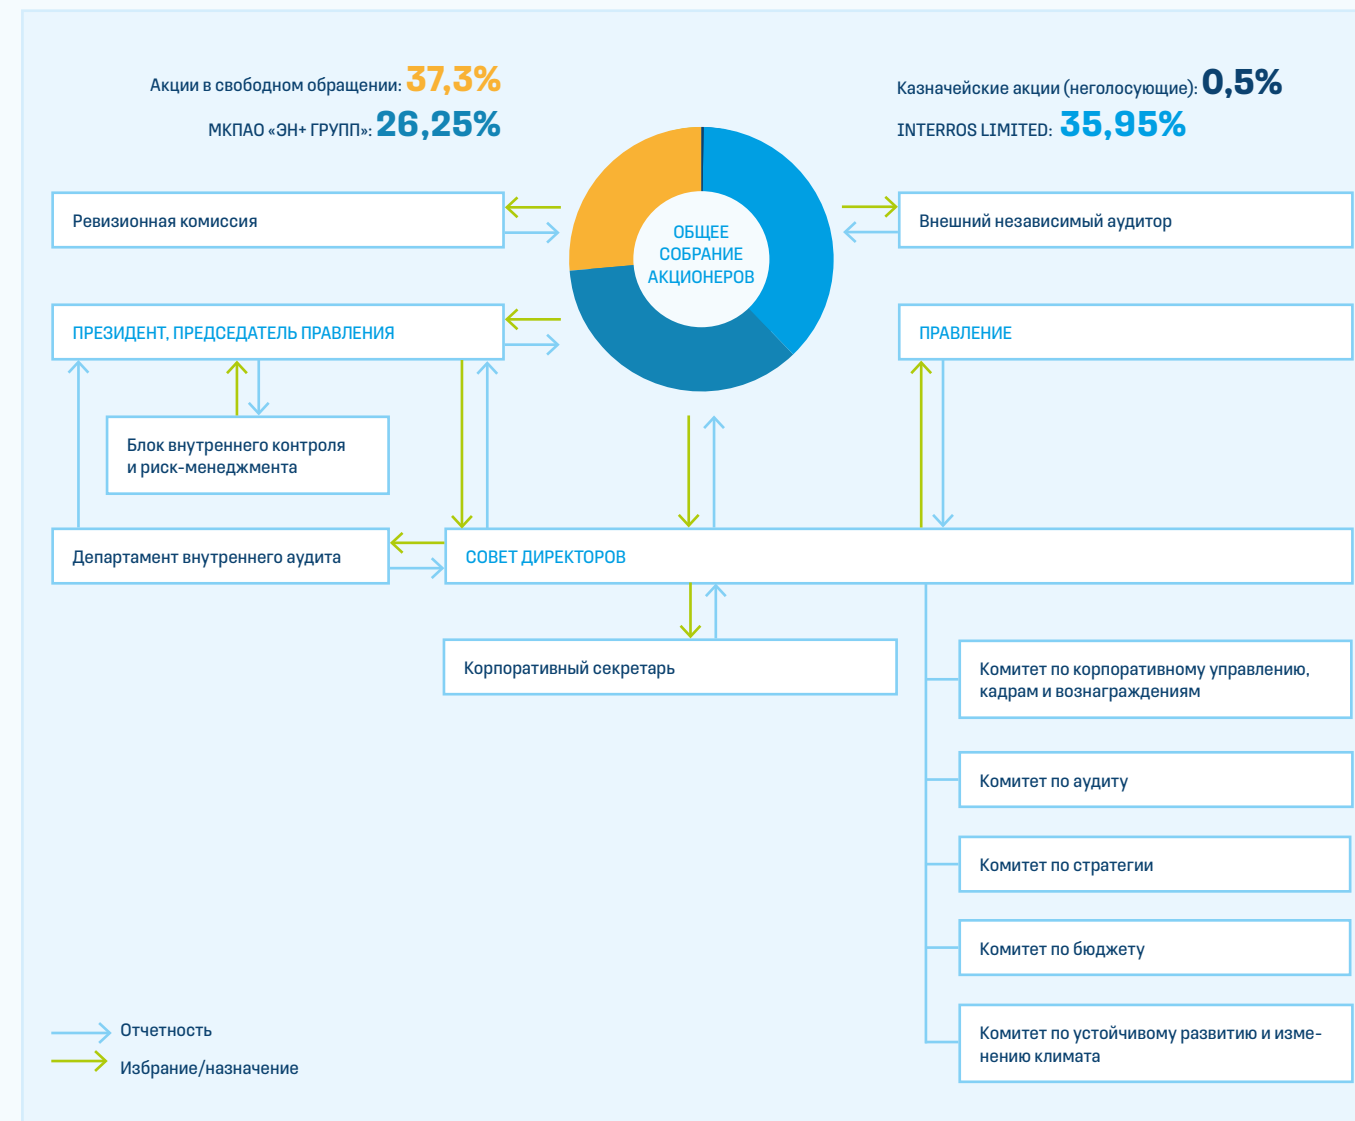 Акции в свободном обращении: 37,3%
МКПАО «ЭН+ ГРУПП»: 26,25%
Казначейские акции (неголосующие): 0,5%
INTERROS LIMITED: 35,95%
Ревизионная комиссия
ОБЩЕЕ
СОБРАНИЕ
АКЦИОНЕРОВ
Внешний независимый аудитор
ПРЕЗИДЕНТ, ПРЕДСЕДАТЕЛЬ ПРАВЛЕНИЯ
ПРАВЛЕНИЕ
Блок внутреннего контроля
и риск-менеджмента
Департамент внутреннего аудита
СОВЕТ ДИРЕКТОРОВ
Корпоративный секретарь
Комитет по корпоративному управлению,
кадрам и вознаграждениям
Комитет по аудиту
Комитет по стратегии
Комитет по бюджету
Комитет по устойчивому развитию и изме-
нению климата
Отчетность
Избрание/назначение